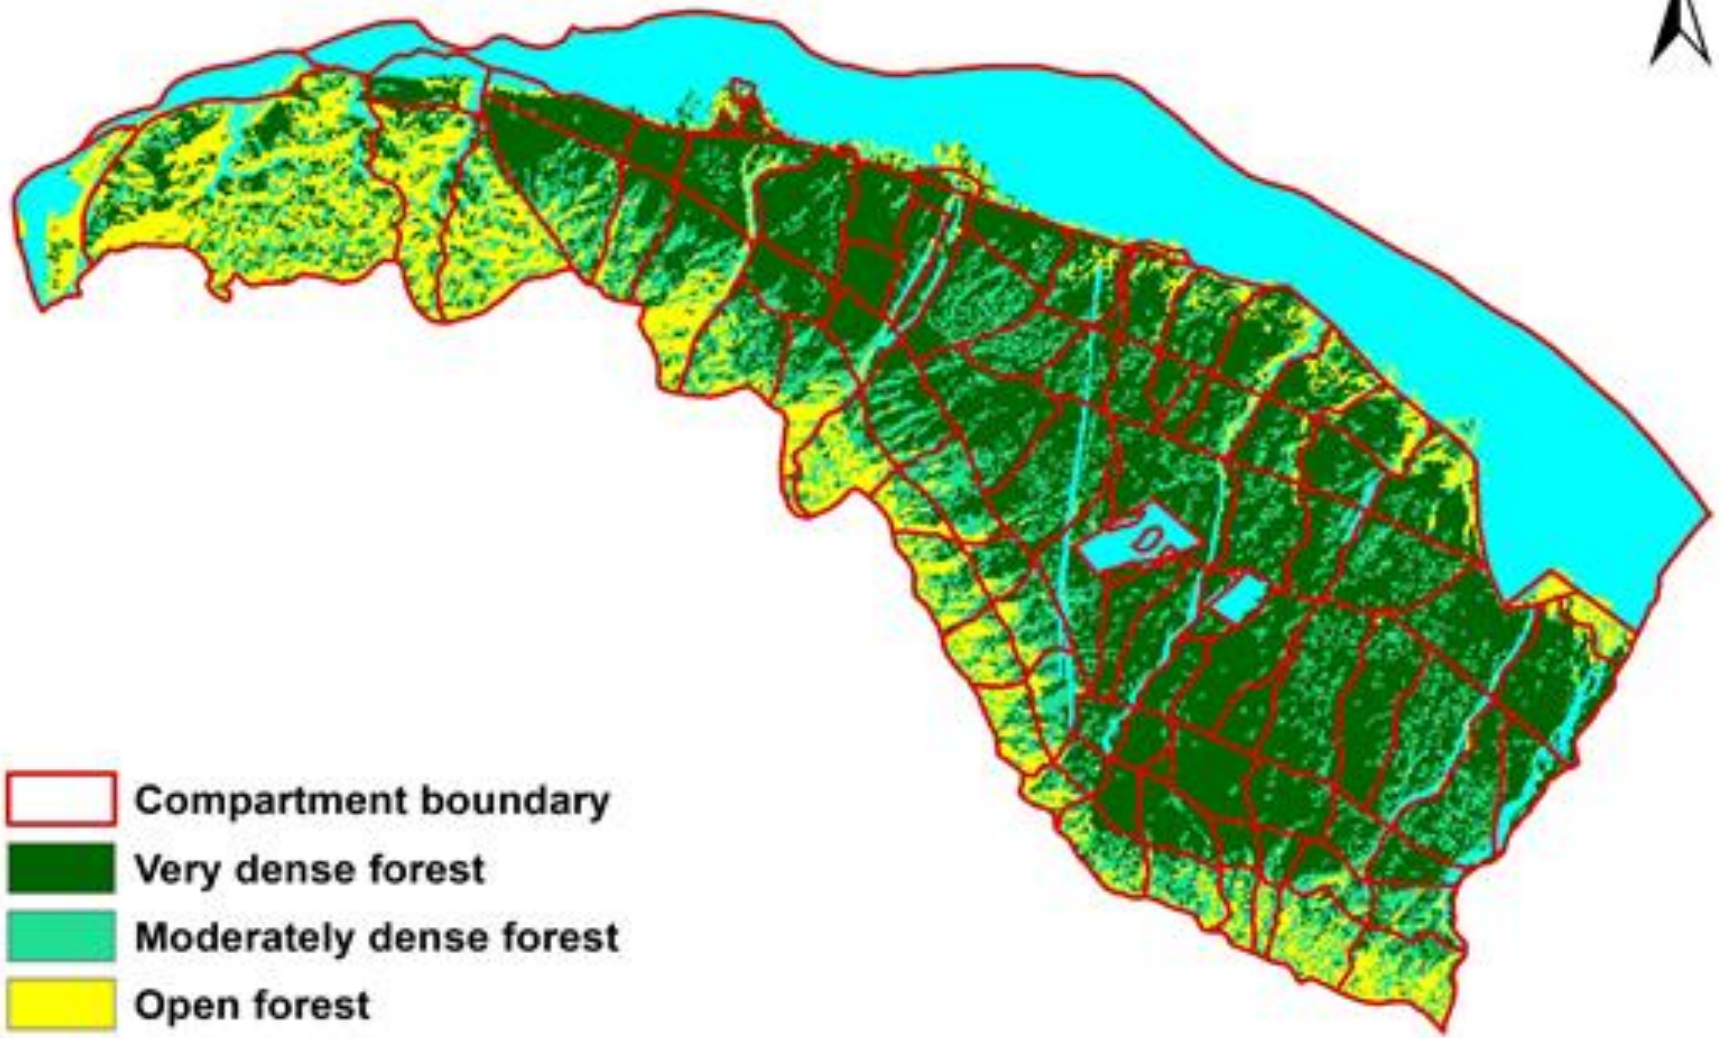 Compartment boundary
Very dense forest
Moderately dense forest
Open forest